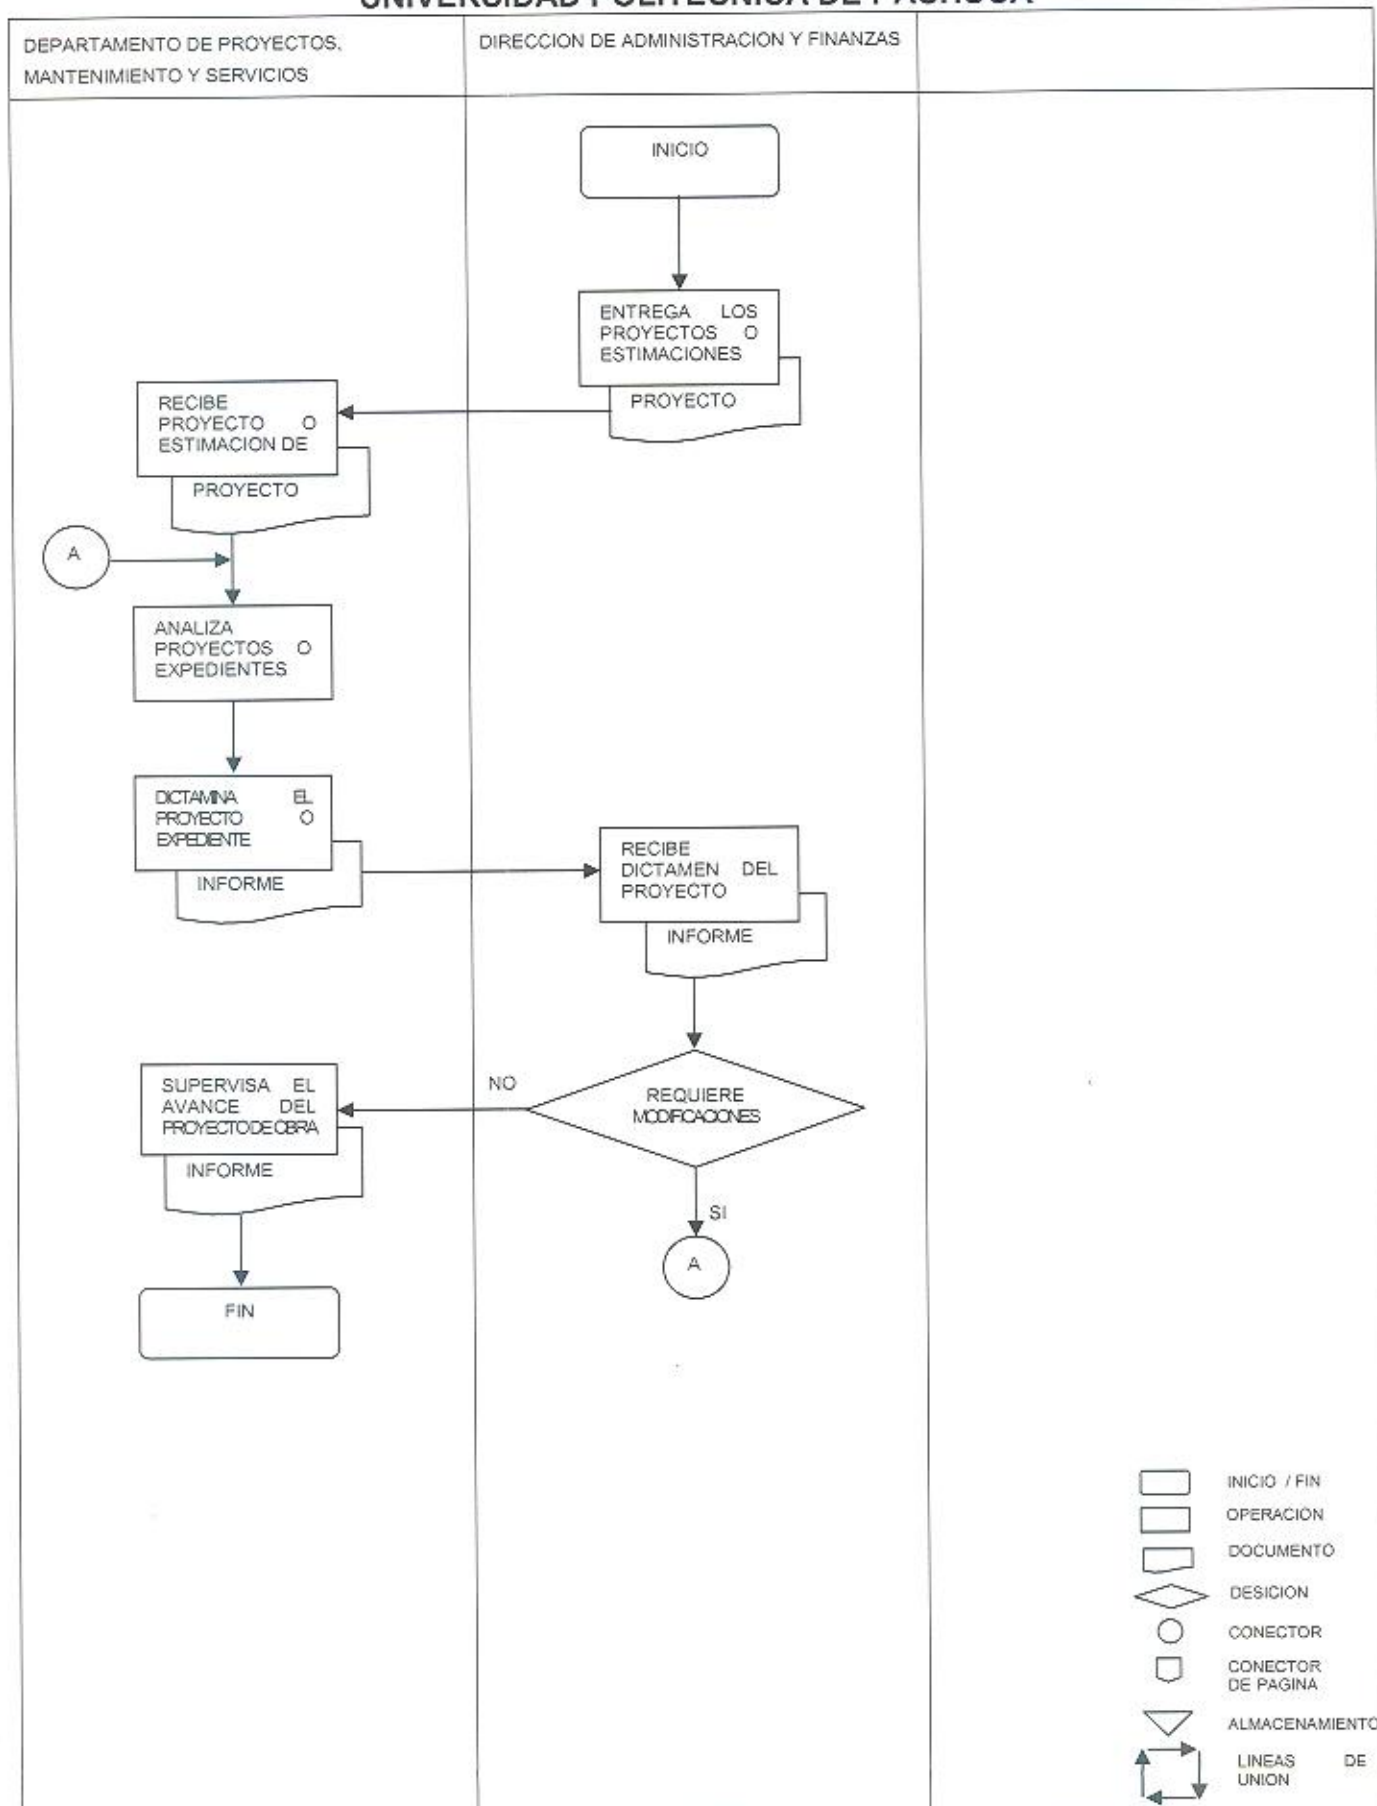 DEPARTAMENTO DE PROYECTOS,
MANTENIMIENTO Y SERVICIOS
DIRECCION DE ADMINISTRACION Y FINANZAS
INICIO
ENTREGA LOS
PROYECTOS O
ESTIMACIONES
PROYECTO
RECIBE
PROYECTO O
ESTIMACION DE
PROYECTO
A
ANALIZA
PROYECTOS O
EXPEDIENTES
DICTAMINA EL
PROYECTO O
EXPEDIENTE
INFORME
RECIBE
DICTAMEN DEL
PROYECTO
INFORME
REQUIERE
MODIFICACIONES
NO
SUPERVISA EL
AVANCE DEL
PROYECTO DE OBRA
INFORME
SI
A
FIN
INICIO / FIN
OPERACION
DOCUMENTO
DESICION
CONECTOR
CONECTOR
DE PAGINA
ALMACENAMIENTO
LINEAS DE
UNION